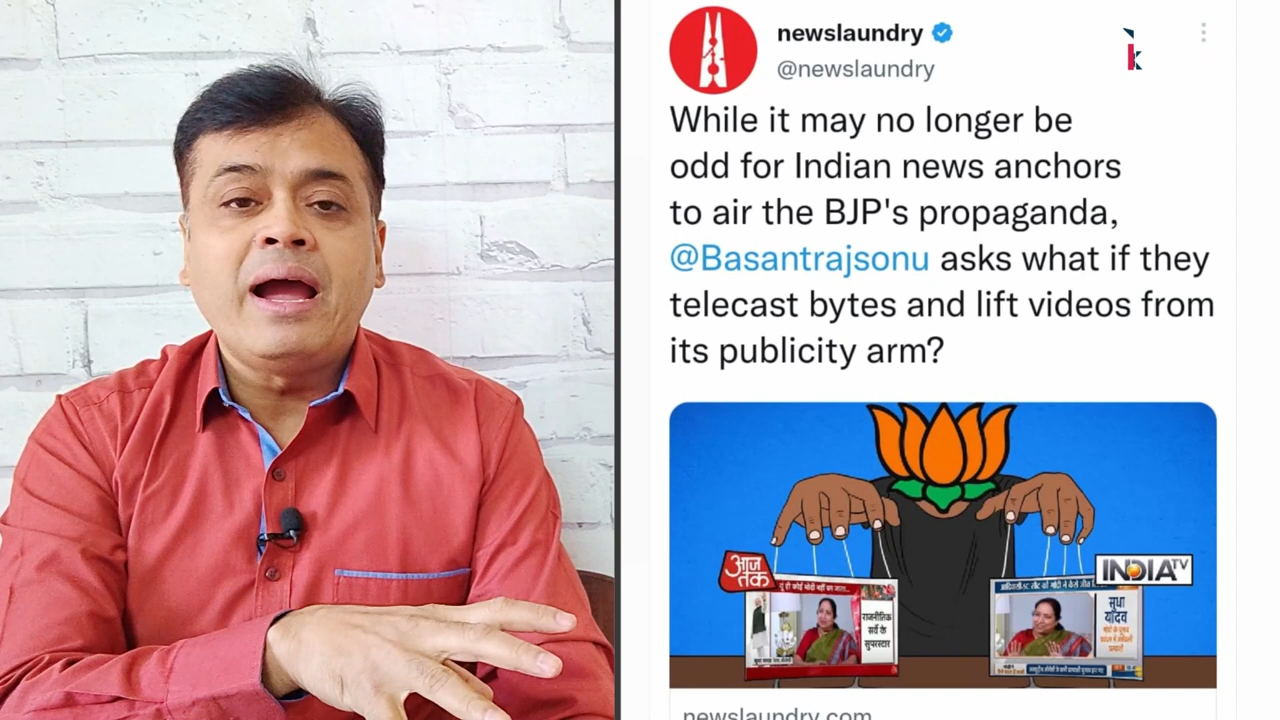 newslaundry
@newslaundry
k
While it may no longer be
odd for Indian news anchors
to air the BJP's propaganda,
@Basantrajsonu asks what if they
telecast bytes and lift videos from
its publicity arm?
आज
तक
INDIA TV
राजनीतिक
सर्वे के
सुपरस्टार
सुधा
यादव
newslaundry.com